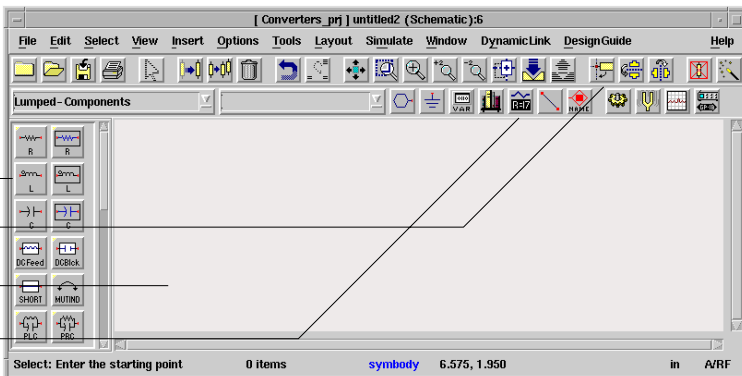 [ Converters_prj ] untitled2 (Schematic):6
File Edit Select View Insert Options Tools Layout Simulate Window DynamicLink DesignGuide Help
Lumped-Components
VAR
NAME
R R
L L
C C
DCFeed DCBlck
SHORT MUTIND
PLC PRC
Select: Enter the starting point 0 items symbody 6.575, 1.950 in A/RF